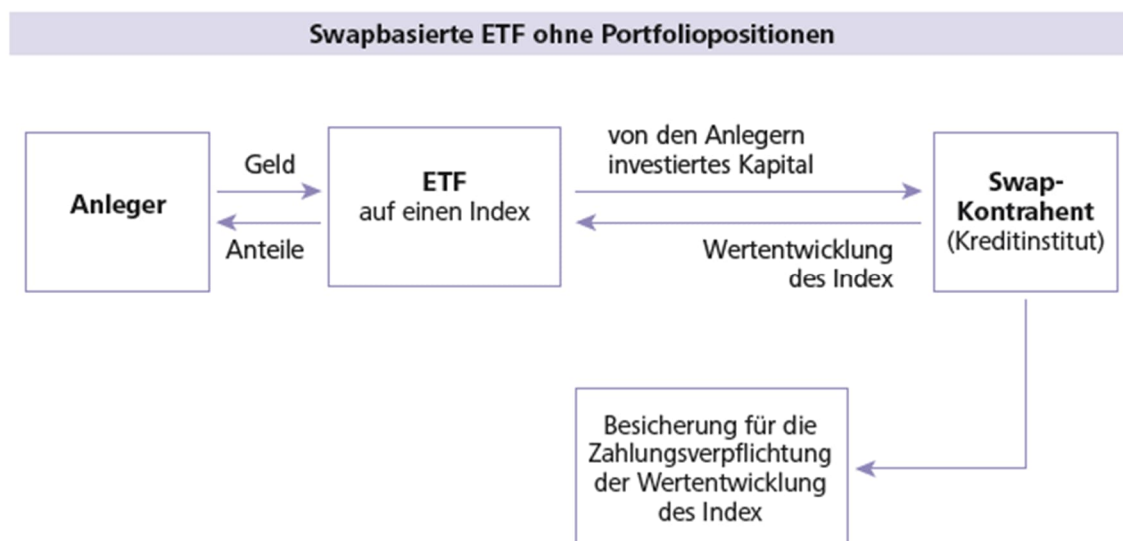 Swapbasierte ETF ohne Portfoliopositionen
Anleger
Geld
Anteile
ETF
auf einen Index
von den Anlegern
investiertes Kapital
Wertentwicklung
des Index
Swap-
Kontrahent
(Kreditinstitut)
Besicherung für die
Zahlungsverpflichtung
der Wertentwicklung
des Index